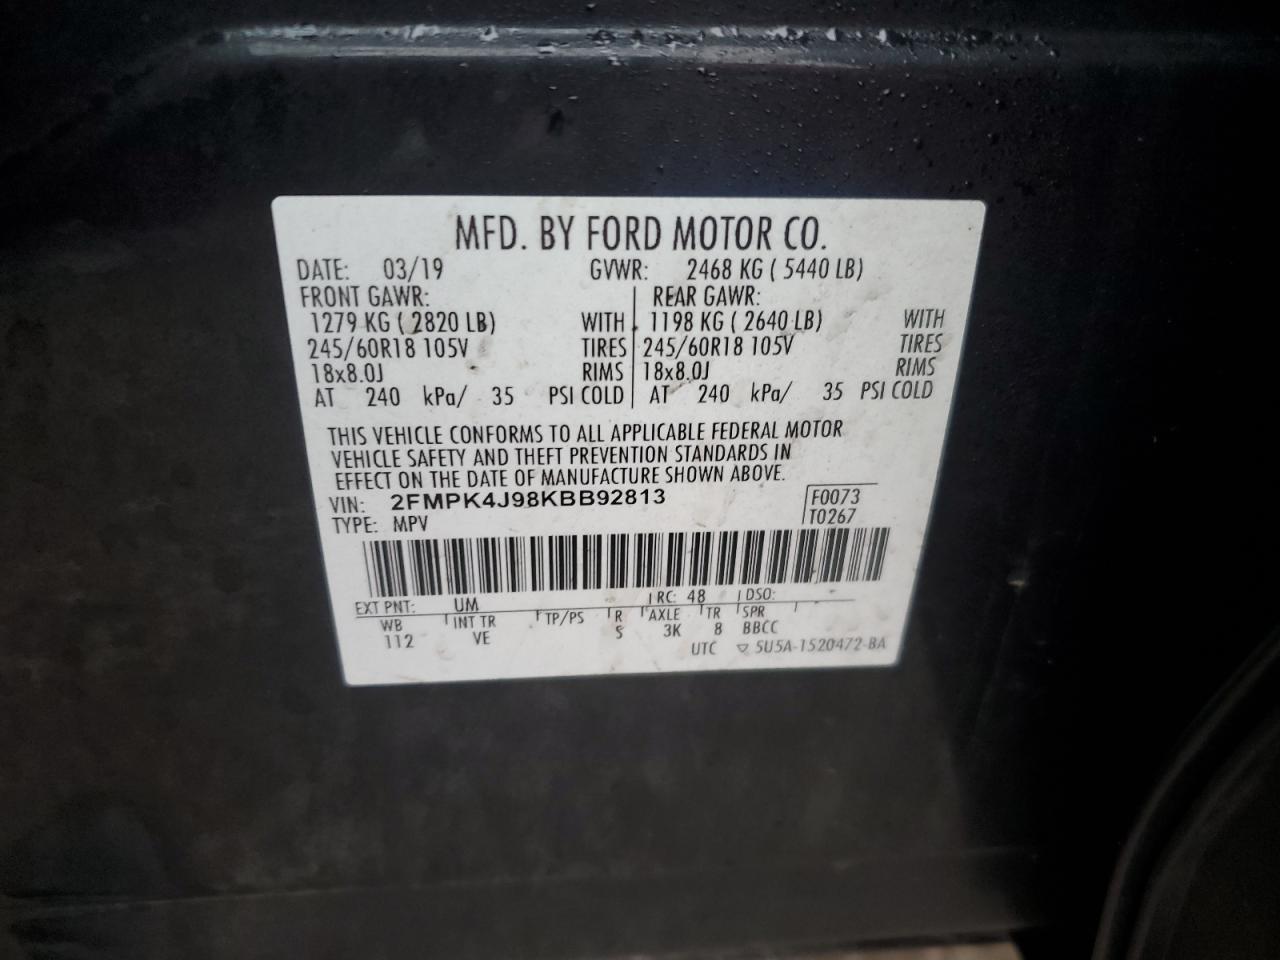 MFD. BY FORD MOTOR CO.
DATE: 03/19 GVWR: 2468 KG ( 5440 LB)
FRONT GAWR: REAR GAWR:
1279 KG ( 2820 LB) WITH 1198 KG ( 2640 LB) WITH
245/60R18 105V TIRES 245/60R18 105V TIRES
18x8.0J RIMS 18x8.0J RIMS
AT 240 kPa/ 35 PSI COLD AT 240 kPa/ 35 PSI COLD
THIS VEHICLE CONFORMS TO ALL APPLICABLE FEDERAL MOTOR
VEHICLE SAFETY AND THEFT PREVENTION STANDARDS IN
EFFECT ON THE DATE OF MANUFACTURE SHOWN ABOVE.
VIN: 2FMPK4J98KBB92813 F0073
TYPE: MPV T0267
EXT PNT: UM RC: 48 DSO:
WB INT TR TP/PS R AXLE TR SPR
112 VE S 3K 8 BBCC
UTC ▽ 5U5A-1520472-BA